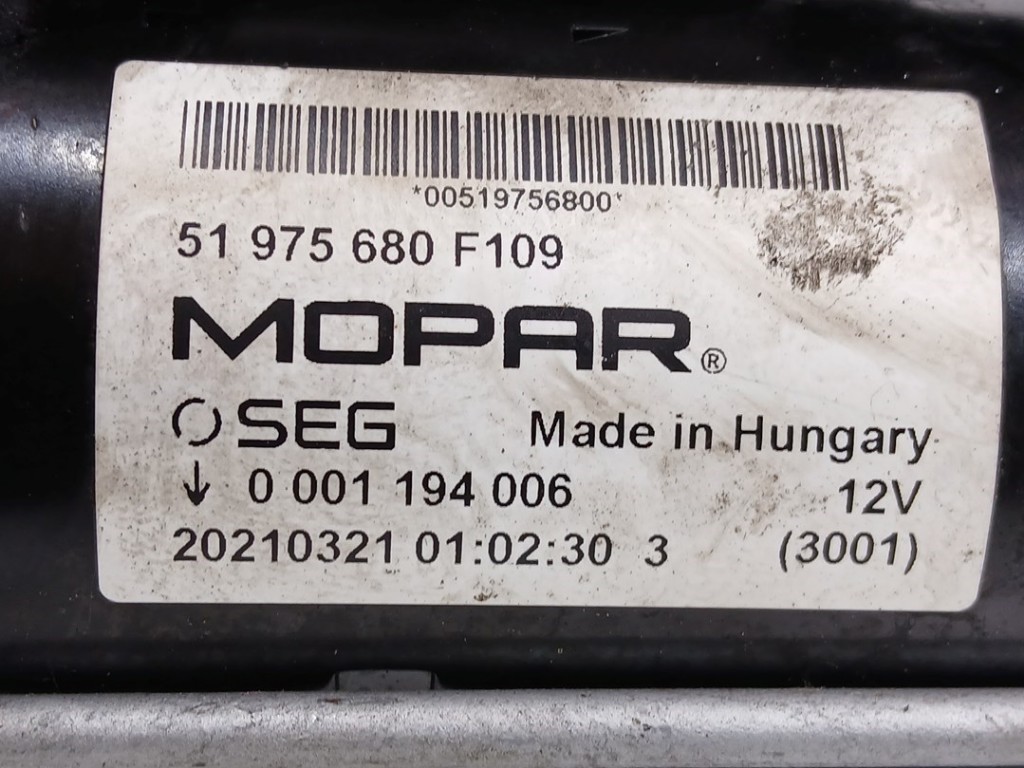 *00519756800*
51 975 680 F109
MOPAR®
SEG Made in Hungary
↓ 0 001 194 006 12V
20210321 01:02:30 3 (3001)